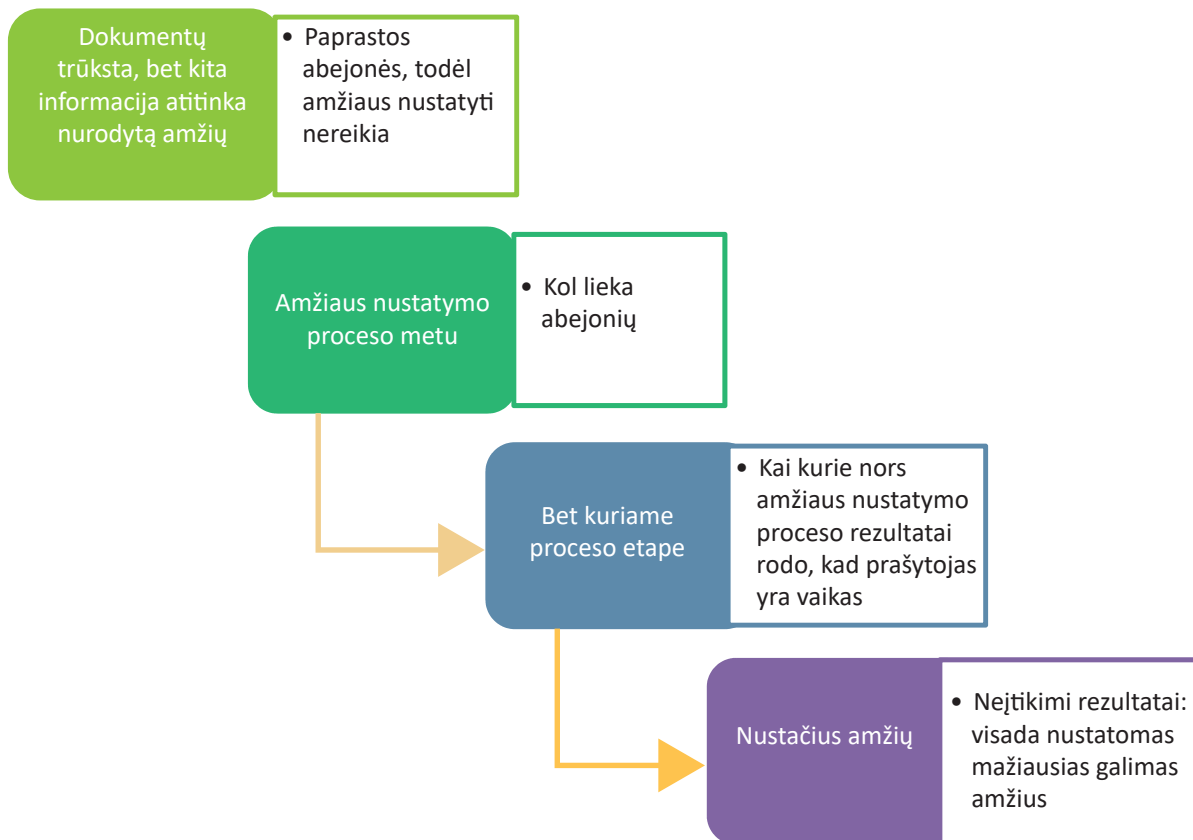 Dokumentų
trūksta, bet kita
informacija atitinka
nurodytą amžių
• Paprastos
abejonės, todėl
amžiaus nustatyti
nereikia
Amžiaus nustatymo
proceso metu
• Kol lieka
abejonių
Bet kuriame
proceso etape
• Kai kurie nors
amžiaus nustatymo
proceso rezultatai
rodo, kad prašytojas
yra vaikas
Nustačius amžių
• Neįtikimi rezultatai:
visada nustatomas
mažiausias galimas
amžius